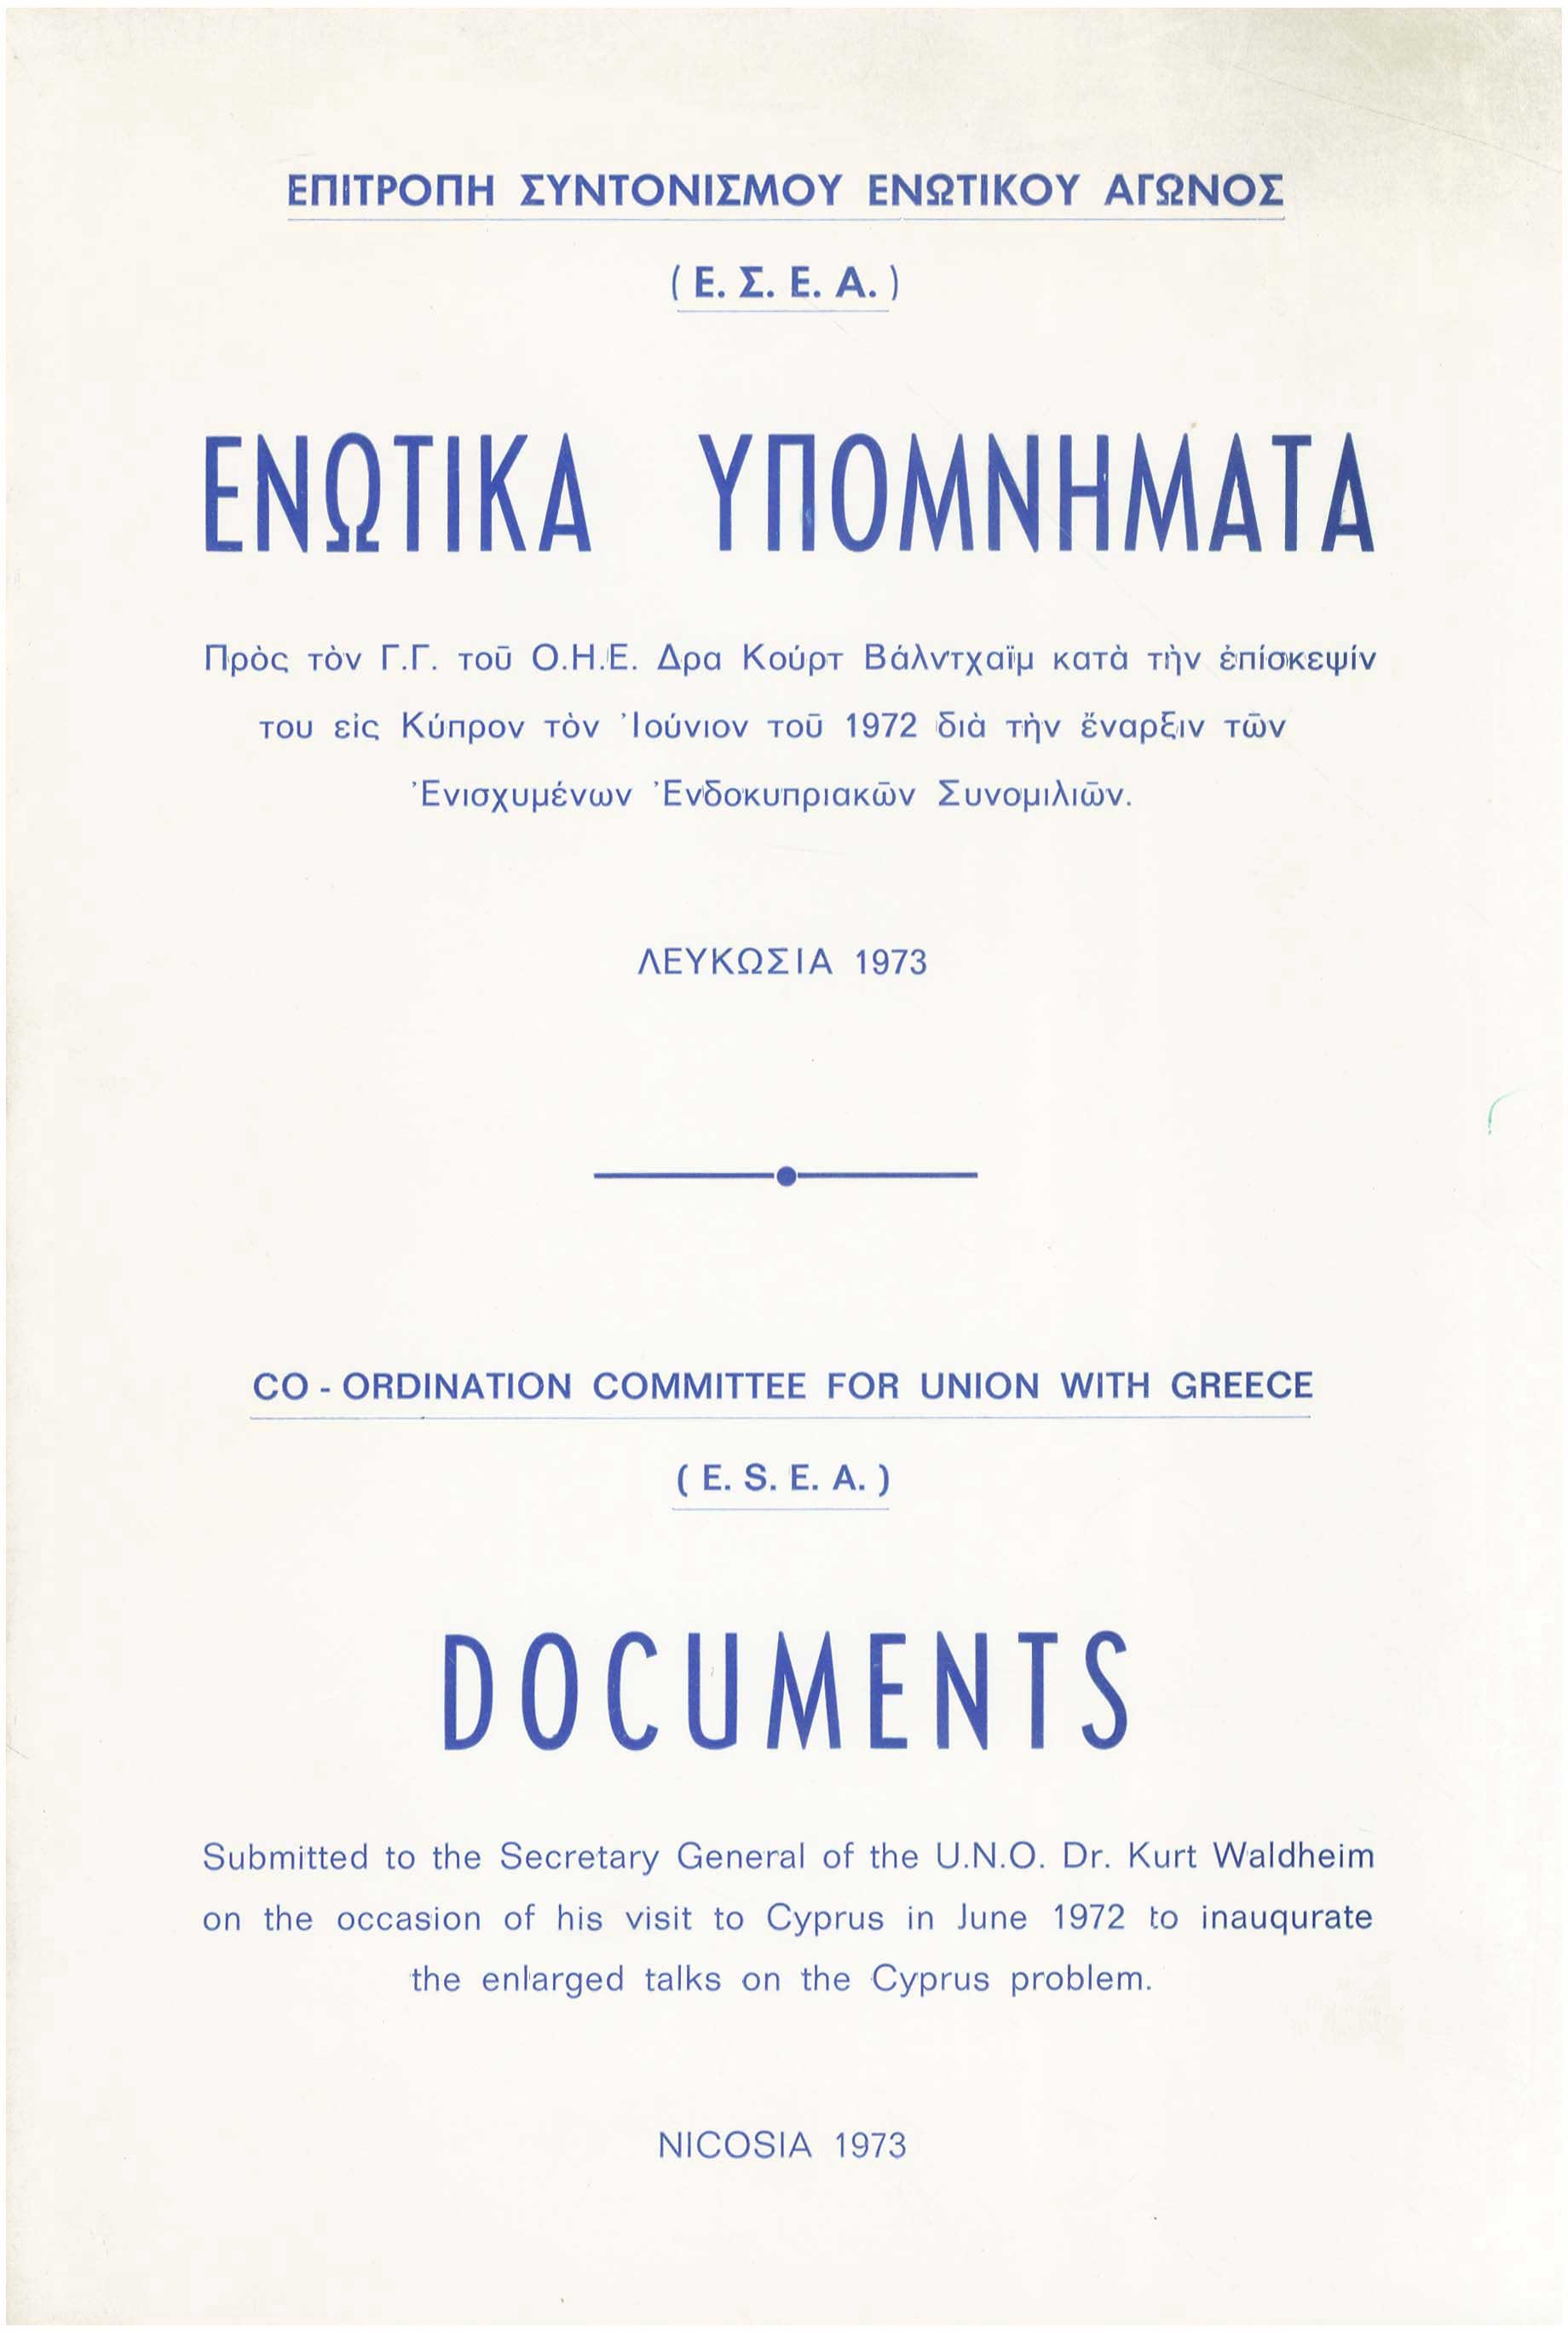 ΕΠΙΤΡΟΠΗ ΣΥΝΤΟΝΙΣΜΟΥ ΕΝΩΤΙΚΟΥ ΑΓΩΝΟΣ
( Ε. Σ. Ε. Α. )
ΕΝΩΤΙΚΑ ΥΠΟΜΝΗΜΑΤΑ
Πρὸς τὸν Γ.Γ. τοῦ Ο.Η.Ε. Δρα Κούρτ Βάλντχαϊμ κατὰ τὴν ἐπίσκεψίν
του εἰς Κύπρον τὸν Ἰούνιον τοῦ 1972 διὰ τὴν ἔναρξιν τῶν
Ἐνισχυμένων Ἐνδοκυπριακῶν Συνομιλιῶν.
ΛΕΥΚΩΣΙΑ 1973
CO - ORDINATION COMMITTEE FOR UNION WITH GREECE
( E. S. E. A. )
DOCUMENTS
Submitted to the Secretary General of the U.N.O. Dr. Kurt Waldheim
on the occasion of his visit to Cyprus in June 1972 to inauqurate
the enlarged talks on the Cyprus problem.
NICOSIA 1973